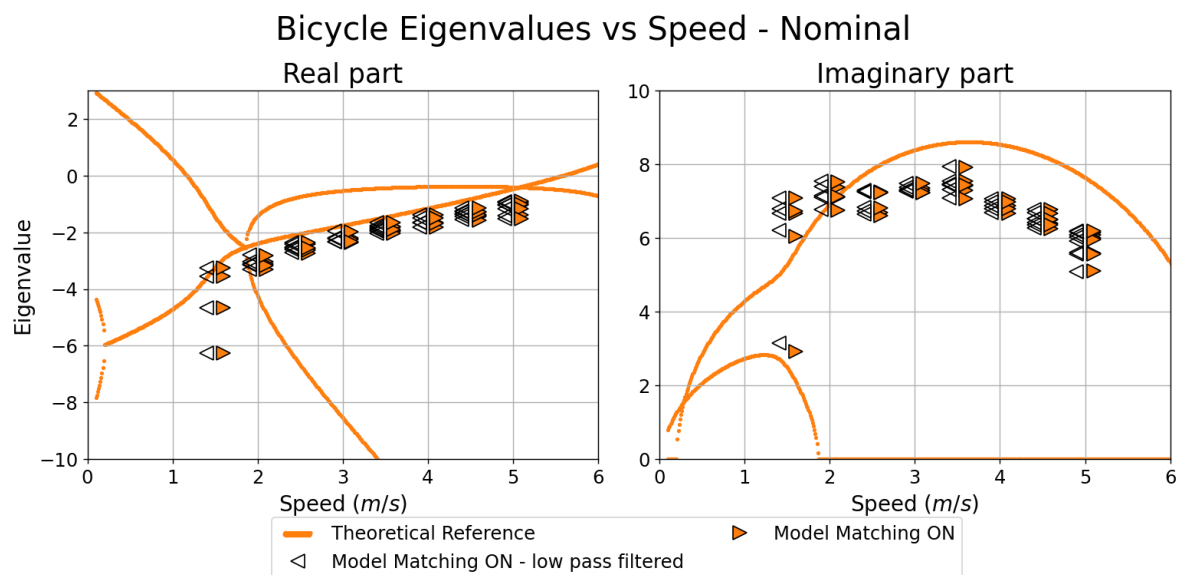 Bicycle Eigenvalues vs Speed - Nominal
Real part
Imaginary part
Eigenvalue
2
0
−2
−4
−6
−8
−10
0 1 2 3 4 5 6
Speed (m/s)
10
8
6
4
2
0
0 1 2 3 4 5 6
Speed (m/s)
Theoretical Reference
Model Matching ON - low pass filtered
Model Matching ON